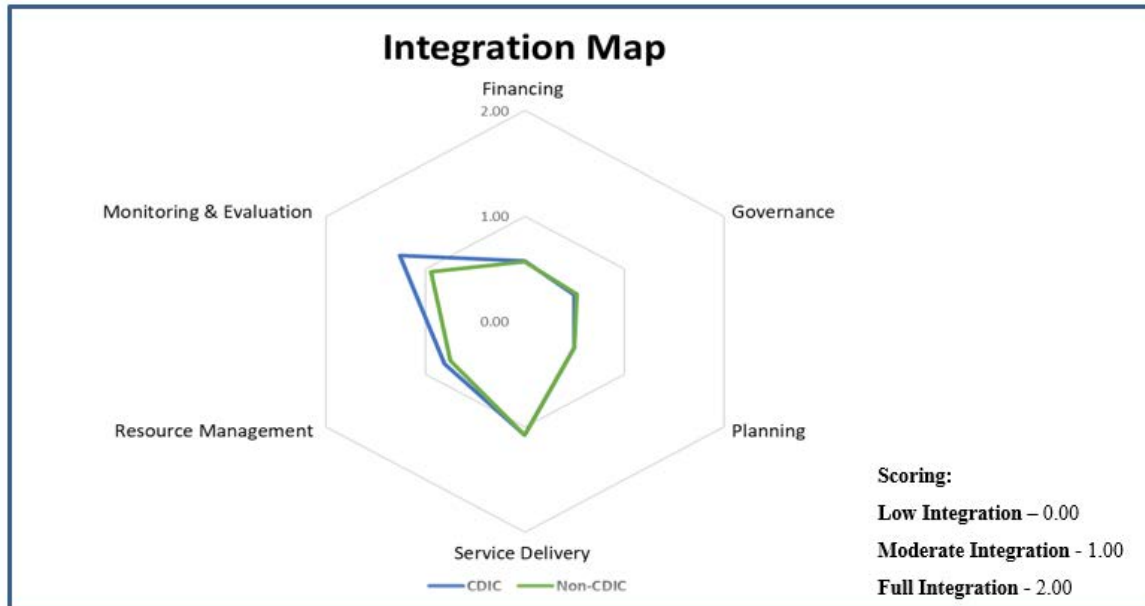 Integration Map
Financing
2.00
Monitoring & Evaluation
Governance
1.00
0.00
Resource Management
Planning
Service Delivery
CDIC Non-CDIC
Scoring:
Low Integration – 0.00
Moderate Integration - 1.00
Full Integration - 2.00